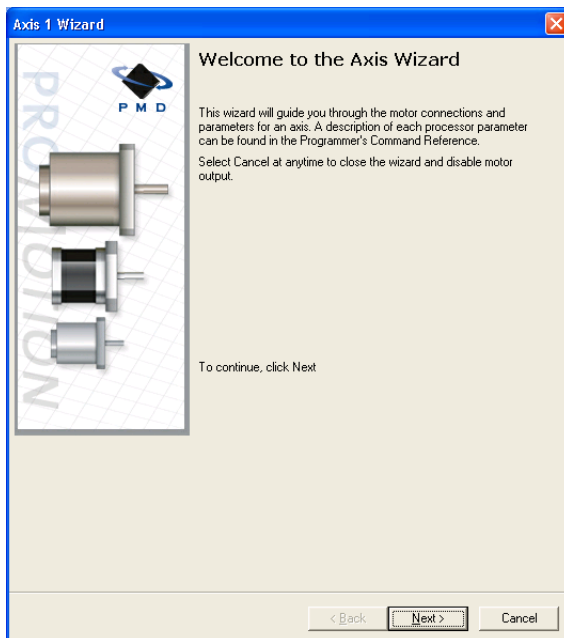 Axis 1 Wizard
PMD
PRO/MOTION
Welcome to the Axis Wizard
This wizard will guide you through the motor connections and
parameters for an axis. A description of each processor parameter
can be found in the Programmer's Command Reference.
Select Cancel at anytime to close the wizard and disable motor
output.
To continue, click Next
< Back
Next >
Cancel